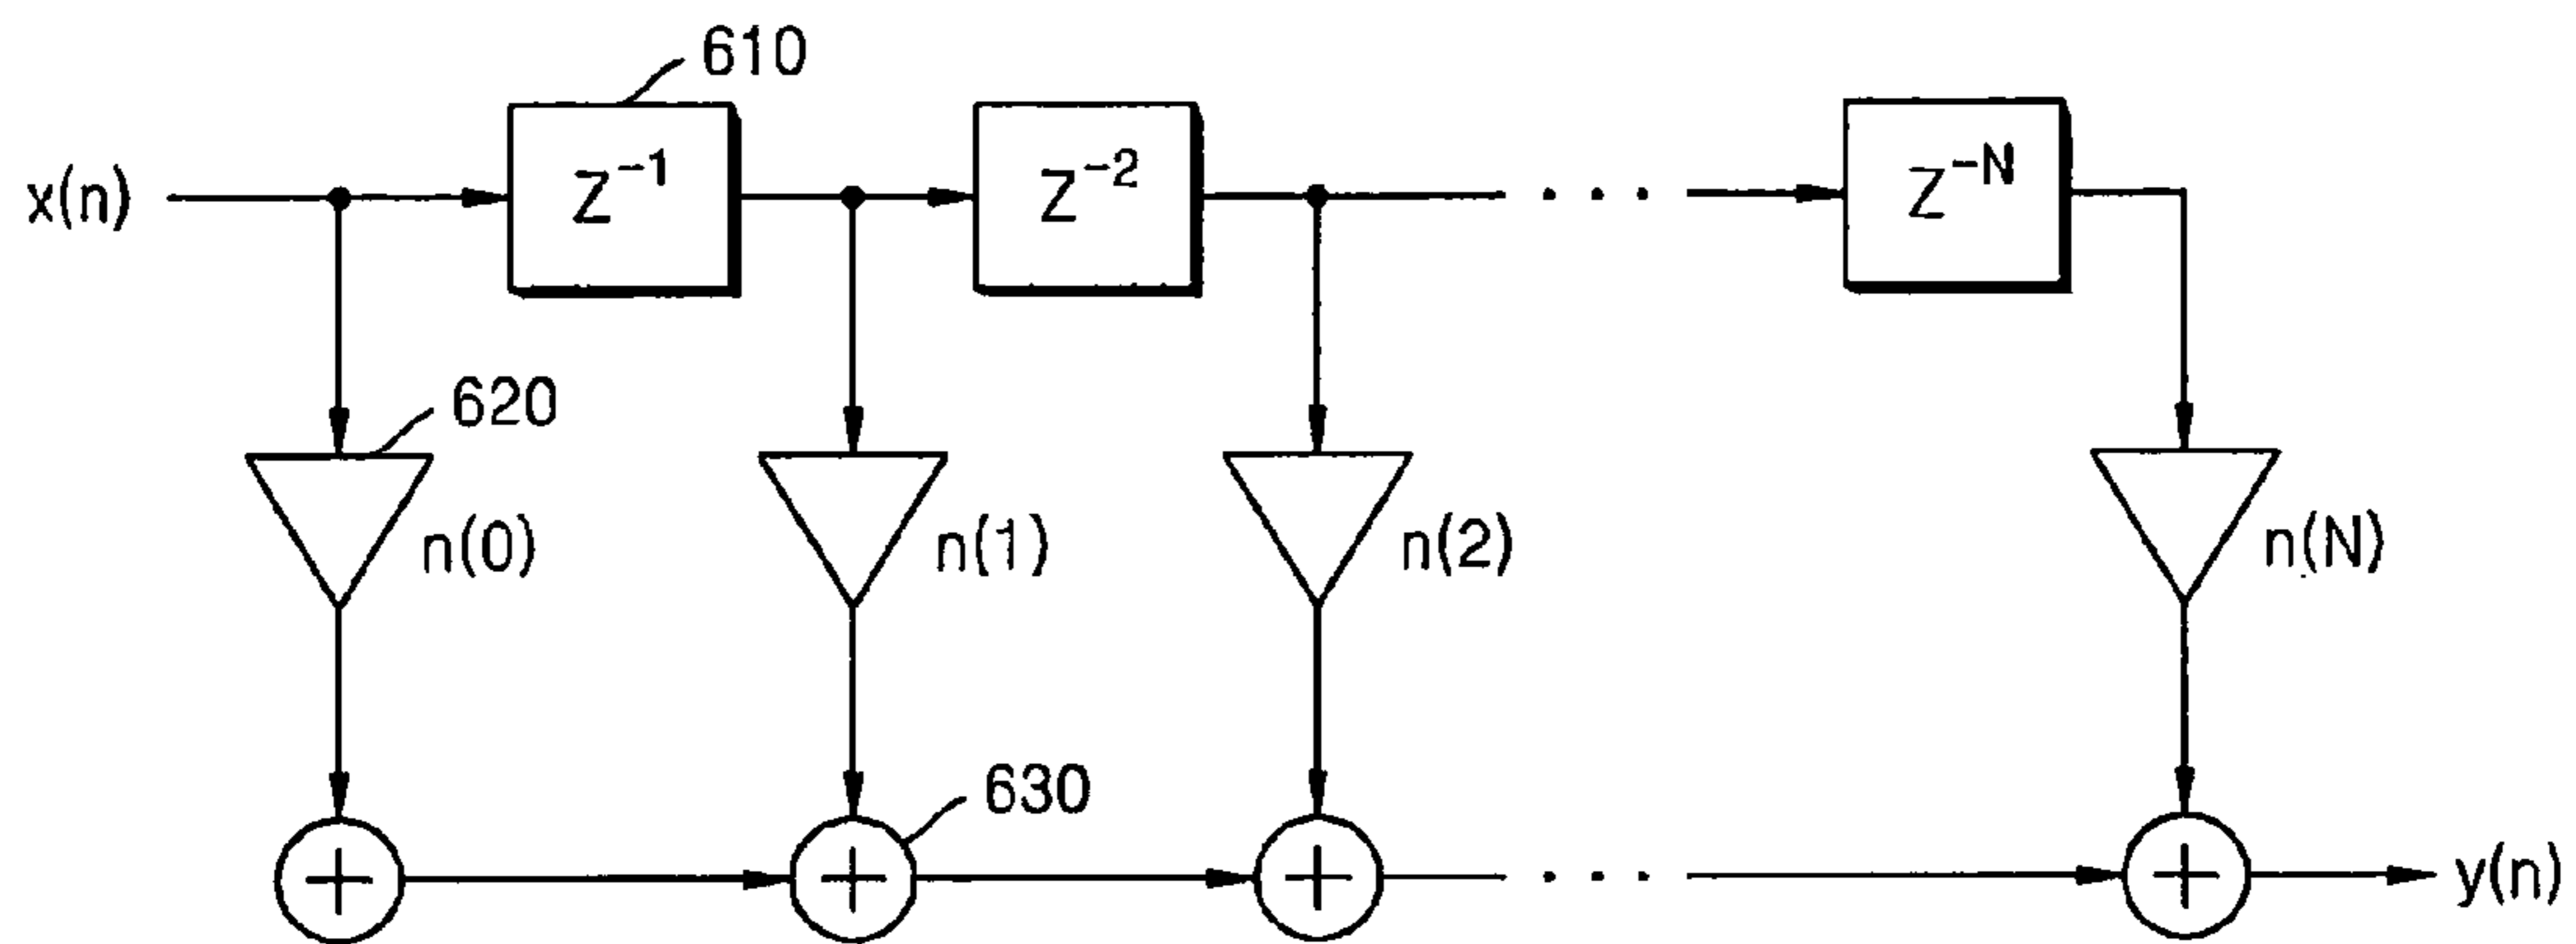 610
x(n)
Z⁻¹
Z⁻²
. . .
Z⁻ᴺ
620
n(0)
n(1)
n(2)
n(N)
630
+
+
+
. . .
+
y(n)